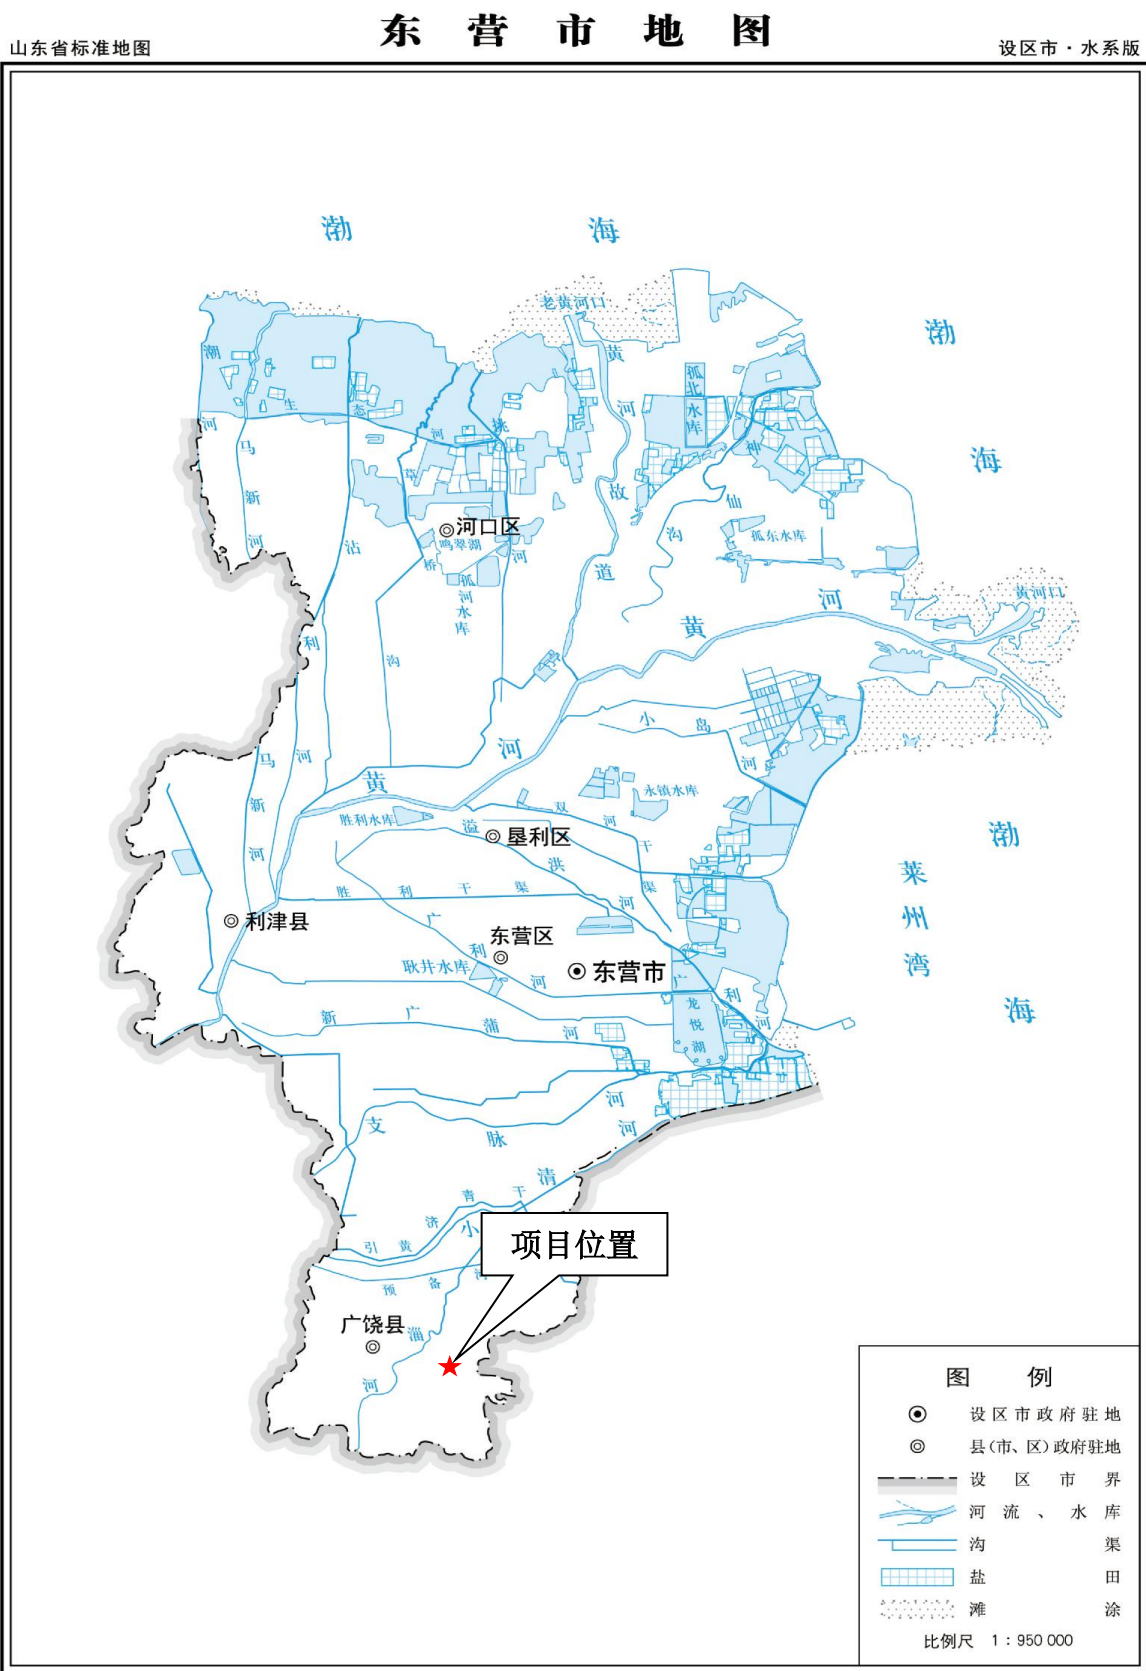 东营市地图
山东省标准地图
设区市·水系版
渤
海
渤
海
老黄河口
黄
河
故
道
孤北水库
潮
河
生
态
河
挑
河
马
新
河
草
桥
沟
河口区
鸣翠湖
沾
利
河
孤河水库
神
仙
沟
孤东水库
黄河口
黄
河
小
岛
河
黄
河
马
新
河
永镇水库
胜利水库
双
河
干
渠
溢
洪
河
垦利区
渤
海
莱
州
湾
胜
利
干
渠
利津县
广
利
河
东营区
耿井水库
东营市
广
利
河
龙
悦
湖
新
广
蒲
河
支
脉
河
小
清
河
引
黄
济
青
干
项目位置
预
备
河
广饶县
淄
河
图例
设区市政府驻地
县(市、区)政府驻地
设区市界
河流、水库
沟渠
盐田
滩涂
比例尺 1：950 000